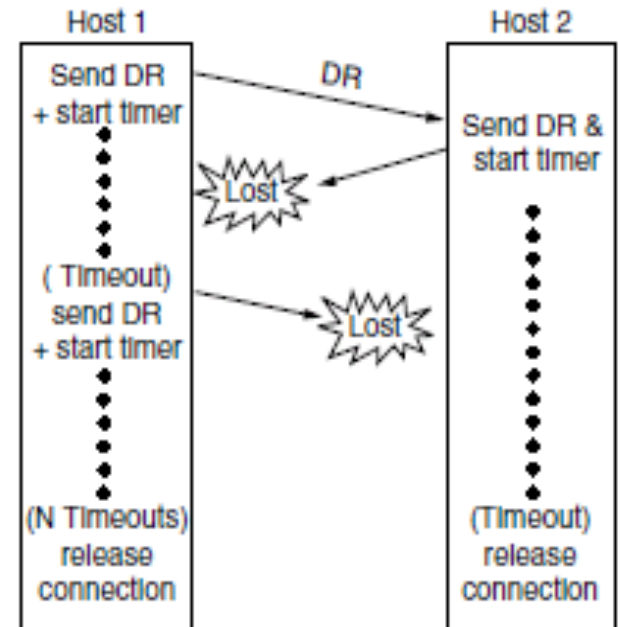 Host 1
Host 2
Send DR
+ start timer
DR
Send DR &
start timer
Lost
( Timeout)
send DR
+ start timer
Lost
(N Timeouts)
release
connection
(Timeout)
release
connection